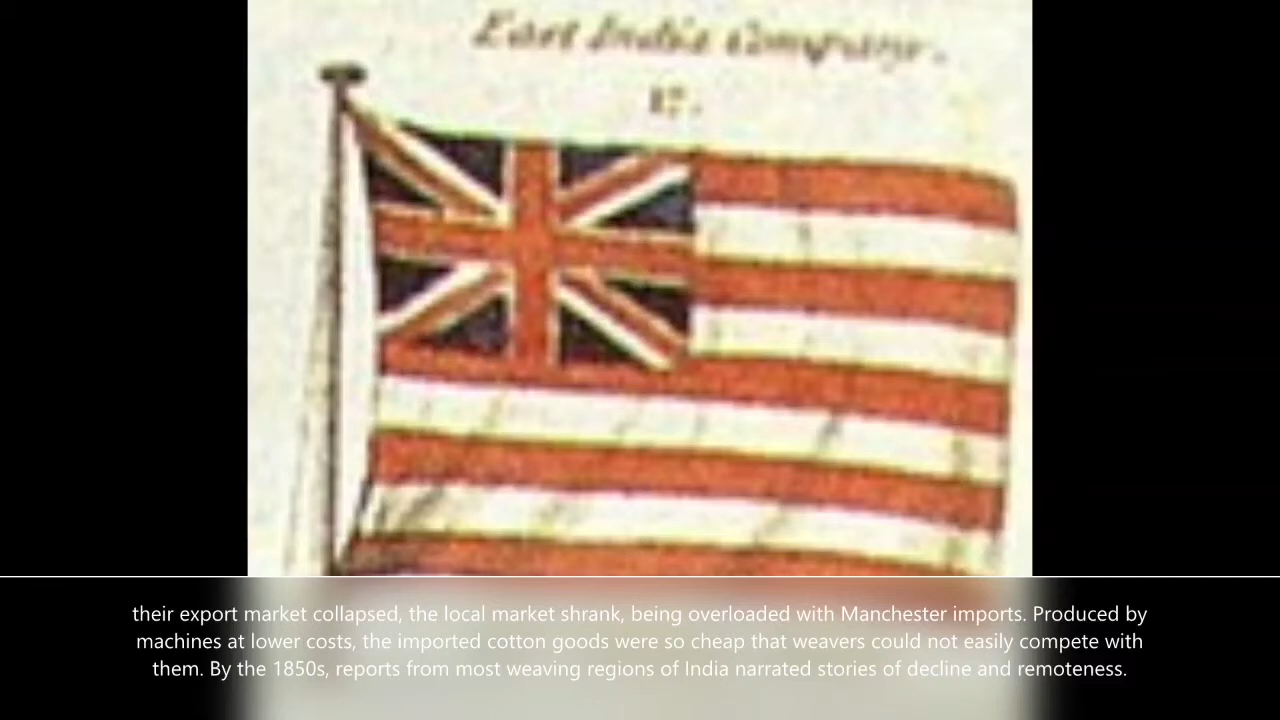 East India Company.
their export market collapsed, the local market shrank, being overloaded with Manchester imports. Produced by
machines at lower costs, the imported cotton goods were so cheap that weavers could not easily compete with
them. By the 1850s, reports from most weaving regions of India narrated stories of decline and remoteness.